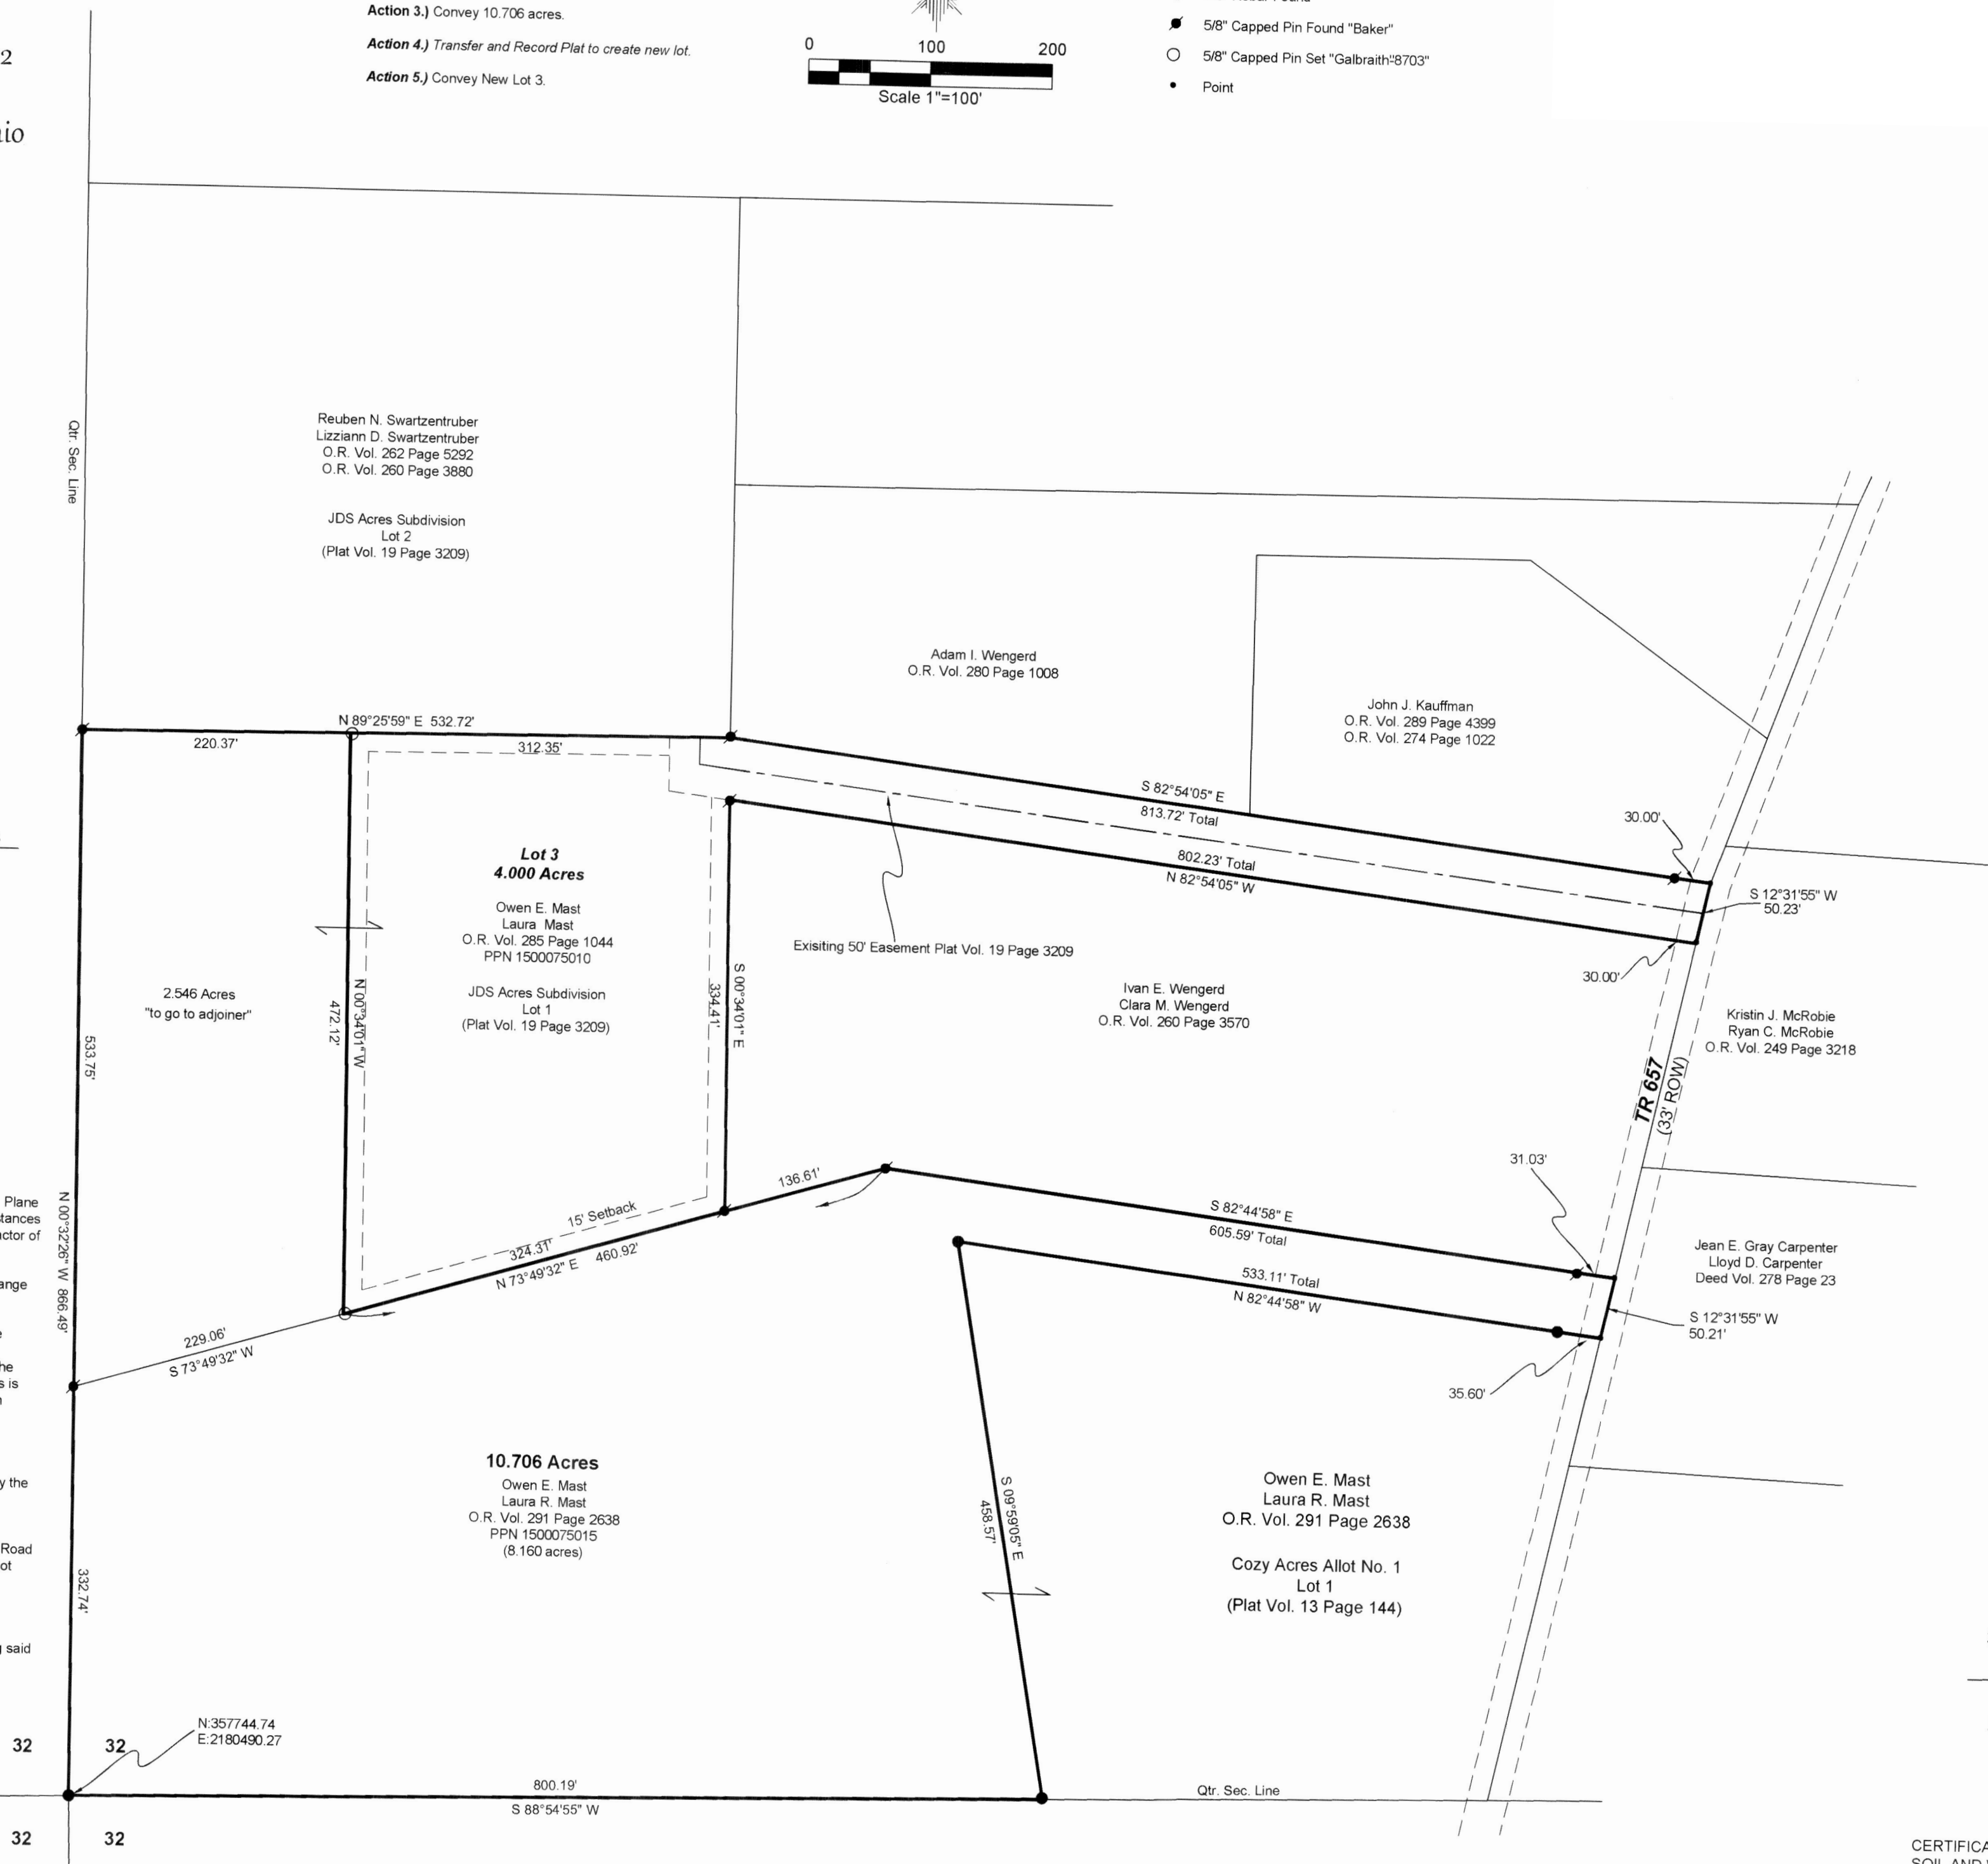 2
io
Action 3.) Convey 10.706 acres.
Action 4.) Transfer and Record Plat to create new lot.
Action 5.) Convey New Lot 3.
0 100 200
Scale 1"=100'
5/8" Capped Pin Found "Baker"
5/8" Capped Pin Set "Galbraith"8703"
Point
Qtr. Sec. Line
Reuben N. Swartzentruber
Lizziann D. Swartzentruber
O.R. Vol. 262 Page 5292
O.R. Vol. 260 Page 3880
JDS Acres Subdivision
Lot 2
(Plat Vol. 19 Page 3209)
Adam I. Wengerd
O.R. Vol. 280 Page 1008
John J. Kauffman
O.R. Vol. 289 Page 4399
O.R. Vol. 274 Page 1022
N 89°25'59" E 532.72'
220.37'
312.35'
S 82°54'05" E
813.72' Total
802.23' Total
N 82°54'05" W
30.00'
S 12°31'55" W
50.23'
30.00'
Lot 3
4.000 Acres
Owen E. Mast
Laura Mast
O.R. Vol. 285 Page 1044
PPN 1500075010
JDS Acres Subdivision
Lot 1
(Plat Vol. 19 Page 3209)
Exisiting 50' Easement Plat Vol. 19 Page 3209
2.546 Acres
"to go to adjoiner"
N 00°34'01" W
472.12'
S 00°34'01" E
334.41'
Ivan E. Wengerd
Clara M. Wengerd
O.R. Vol. 260 Page 3570
Kristin J. McRobie
Ryan C. McRobie
O.R. Vol. 249 Page 3218
TR 657
(33' ROW)
533.75'
N 00°32'26" W 866.49'
332.74'
Plane
tances
ctor of
ange
e
he
s is
y the
Road
ot
said
15' Setback
324.31'
N 73°49'32" E 460.92'
136.61'
229.06'
S 73°49'32" W
31.03'
S 82°44'58" E
605.59' Total
533.11' Total
N 82°44'58" W
Jean E. Gray Carpenter
Lloyd D. Carpenter
Deed Vol. 278 Page 23
S 12°31'55" W
50.21'
35.60'
10.706 Acres
Owen E. Mast
Laura R. Mast
O.R. Vol. 291 Page 2638
PPN 1500075015
(8.160 acres)
S 09°59'05" E
458.57'
Owen E. Mast
Laura R. Mast
O.R. Vol. 291 Page 2638
Cozy Acres Allot No. 1
Lot 1
(Plat Vol. 13 Page 144)
N:357744.74
E:2180490.27
32 32
800.19'
S 88°54'55" W
Qtr. Sec. Line
32 32
CERTIFICA